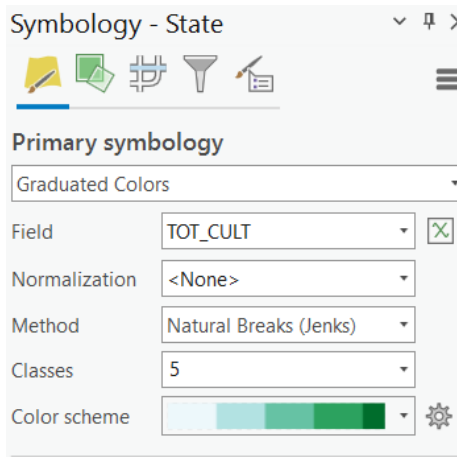 Symbology - State
Primary symbology
Graduated Colors
Field TOT_CULT
Normalization <None>
Method Natural Breaks (Jenks)
Classes 5
Color scheme